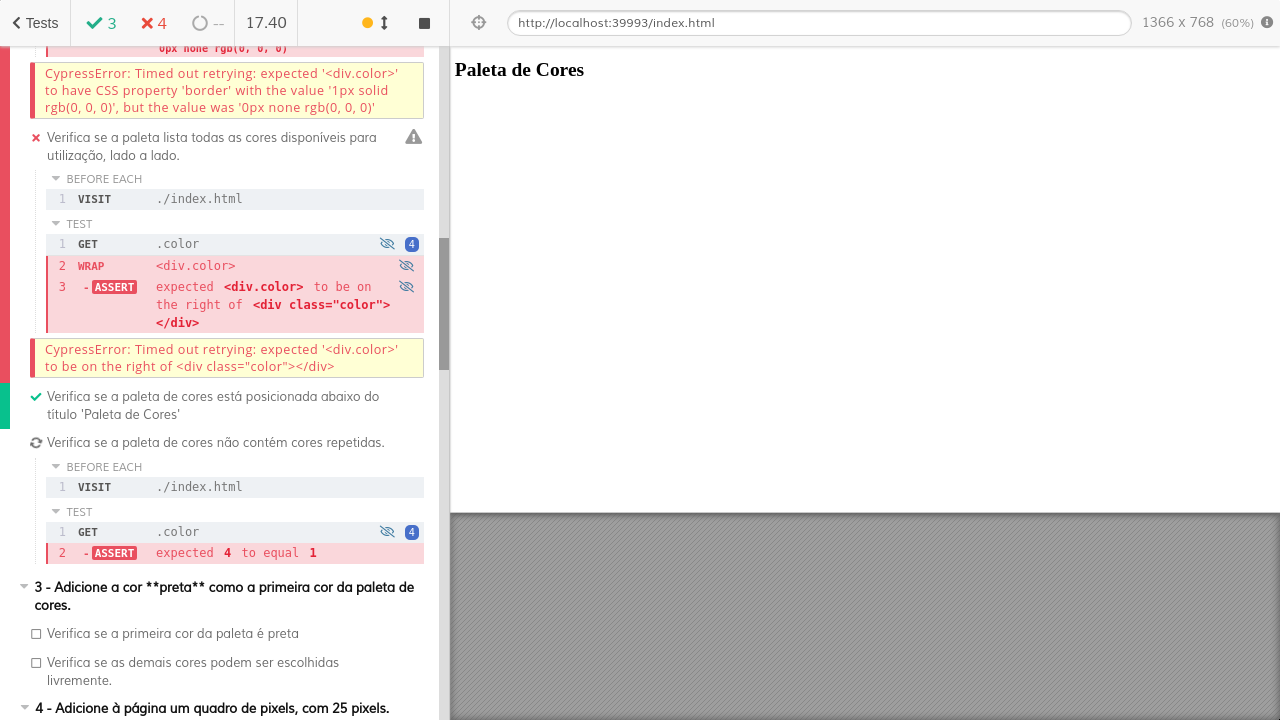 Tests 3 4 -- 17.40 http://localhost:39993/index.html 1366 x 768 (60%)
0px none rgb(0, 0, 0)
CypressError: Timed out retrying: expected '<div.color>'
to have CSS property 'border' with the value '1px solid
rgb(0, 0, 0)', but the value was '0px none rgb(0, 0, 0)'
Verifica se a paleta lista todas as cores disponíveis para
utilização, lado a lado.
BEFORE EACH
1 VISIT ./index.html
TEST
1 GET .color 4
2 WRAP <div.color>
3 -ASSERT expected <div.color> to be on
the right of <div class="color">
</div>
CypressError: Timed out retrying: expected '<div.color>'
to be on the right of <div class="color"></div>
Verifica se a paleta de cores está posicionada abaixo do
título 'Paleta de Cores'
Verifica se a paleta de cores não contém cores repetidas.
BEFORE EACH
1 VISIT ./index.html
TEST
1 GET .color 4
2 -ASSERT expected 4 to equal 1
3 - Adicione a cor **preta** como a primeira cor da paleta de
cores.
Verifica se a primeira cor da paleta é preta
Verifica se as demais cores podem ser escolhidas
livremente.
4 - Adicione à página um quadro de pixels, com 25 pixels.
Paleta de Cores